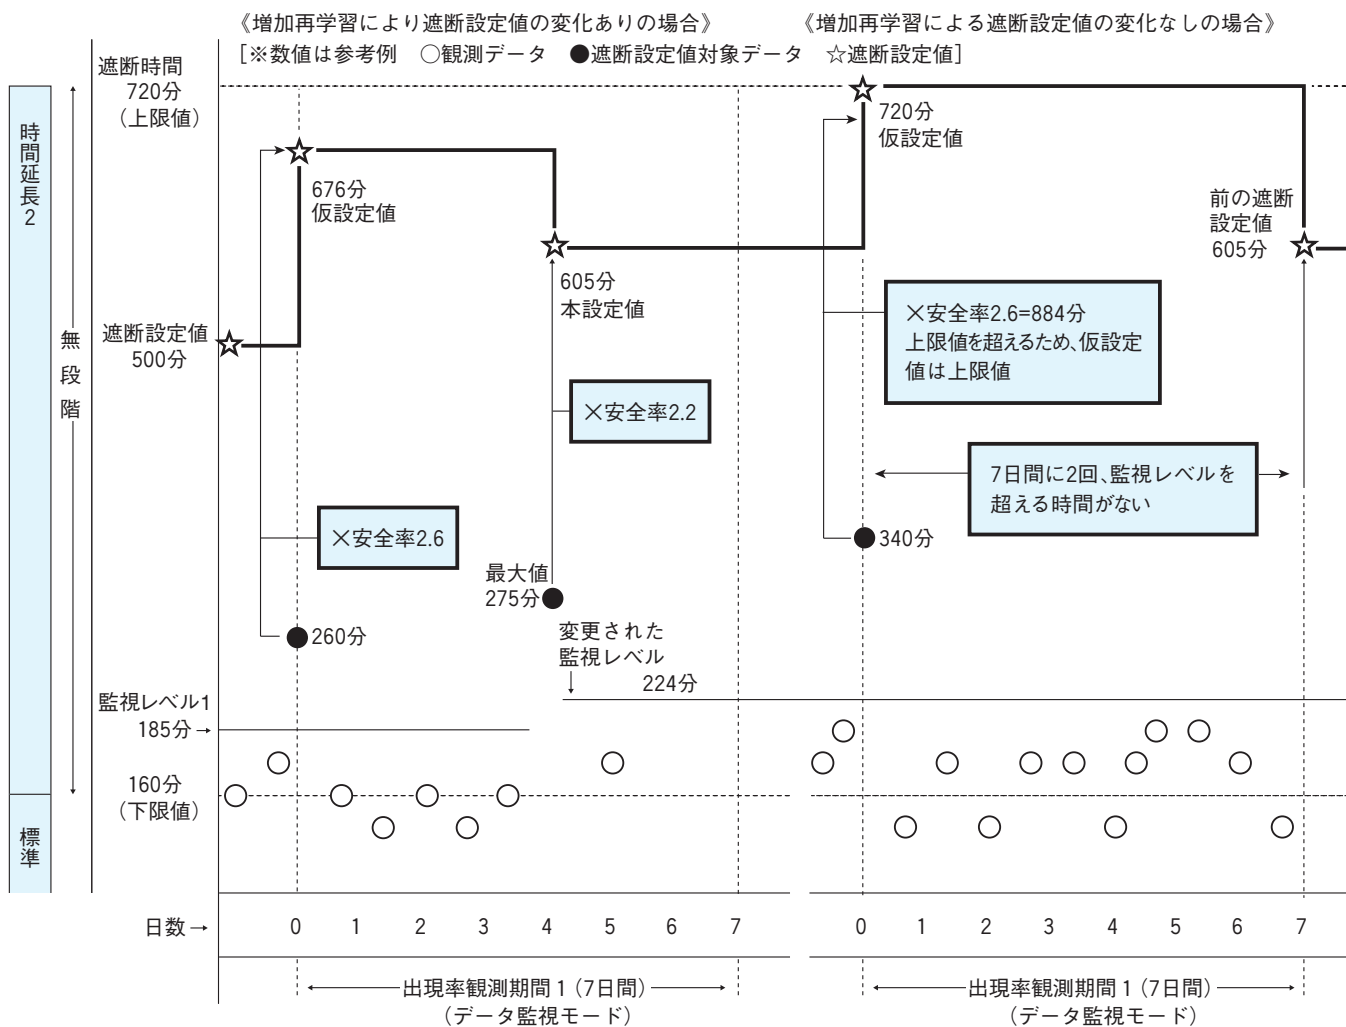 《増加再学習により遮断設定値の変化ありの場合》
《増加再学習による遮断設定値の変化なしの場合》
[※数値は参考例 ○観測データ ●遮断設定値対象データ ☆遮断設定値]
遮断時間
720分
（上限値）
時間延長2
無段階
標準
遮断設定値
500分
監視レベル1
185分→
160分
（下限値）
676分
仮設定値
605分
本設定値
×安全率2.2
×安全率2.6
最大値
275分
260分
変更された
監視レベル
224分
720分
仮設定値
前の遮断
設定値
605分
×安全率2.6=884分
上限値を超えるため、仮設定
値は上限値
7日間に2回、監視レベルを
超える時間がない
340分
日数→
0 1 2 3 4 5 6 7
0 1 2 3 4 5 6 7
出現率観測期間1（7日間）
（データ監視モード）
出現率観測期間1（7日間）
（データ監視モード）